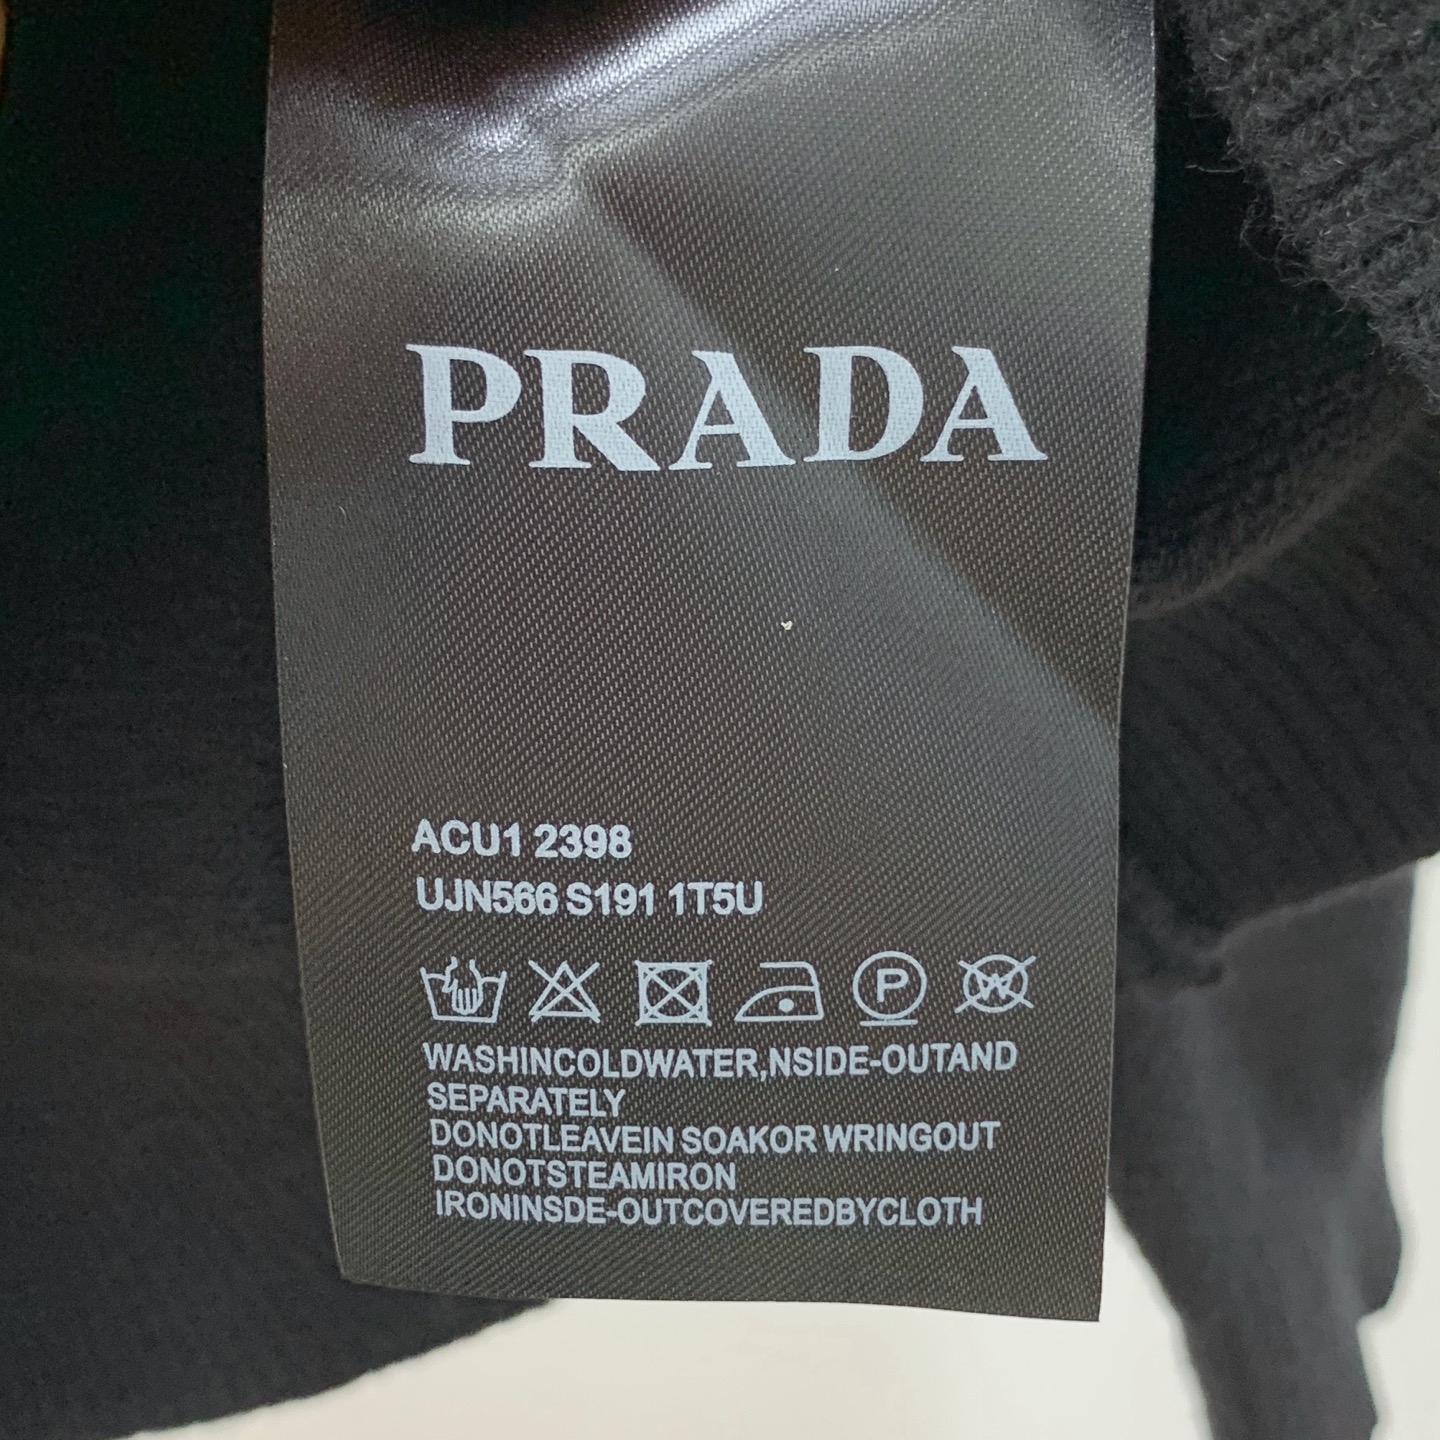 PRADA
ACU1 2398
UJN566 S191 1T5U
P W
WASHINCOLDWATER,NSIDE-OUTAND
SEPARATELY
DONOTLEAVEIN SOAKOR WRINGOUT
DONOTSTEAMIRON
IRONINSDE-OUTCOVEREDBYCLOTH